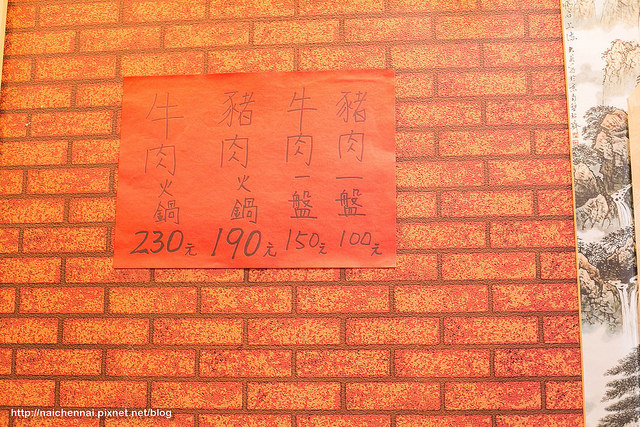 豬肉一盤 100元
牛肉一盤 150元
豬肉火鍋 190元
牛肉火鍋 230元
http://naichennai.pixnet.net/blog